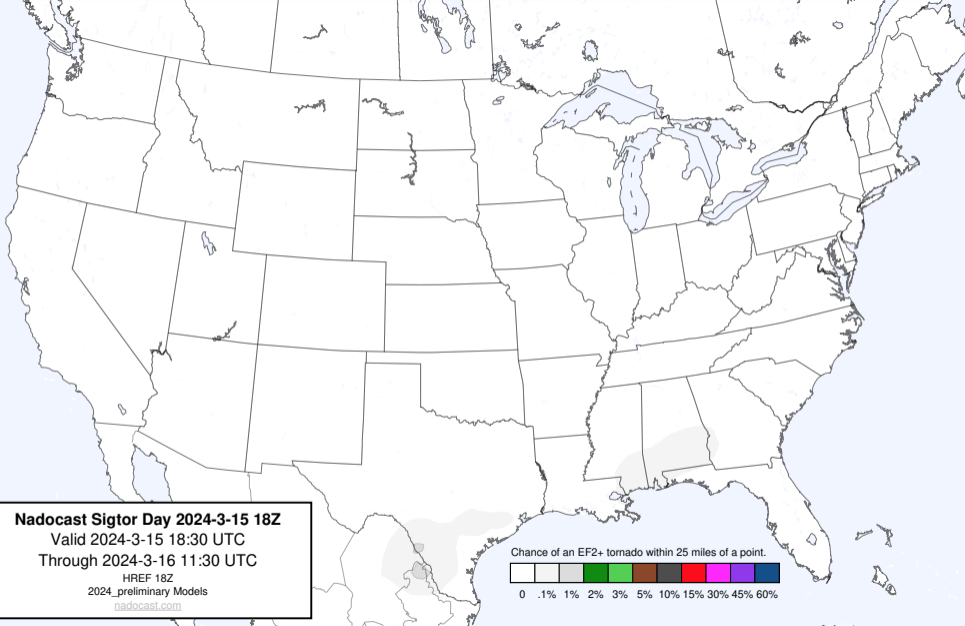 Nadocast Sigtor Day 2024-3-15 18Z
Valid 2024-3-15 18:30 UTC
Through 2024-3-16 11:30 UTC
HREF 18Z
2024_preliminary Models
nadocast.com
Chance of an EF2+ tornado within 25 miles of a point.
0 .1% 1% 2% 3% 5% 10% 15% 30% 45% 60%